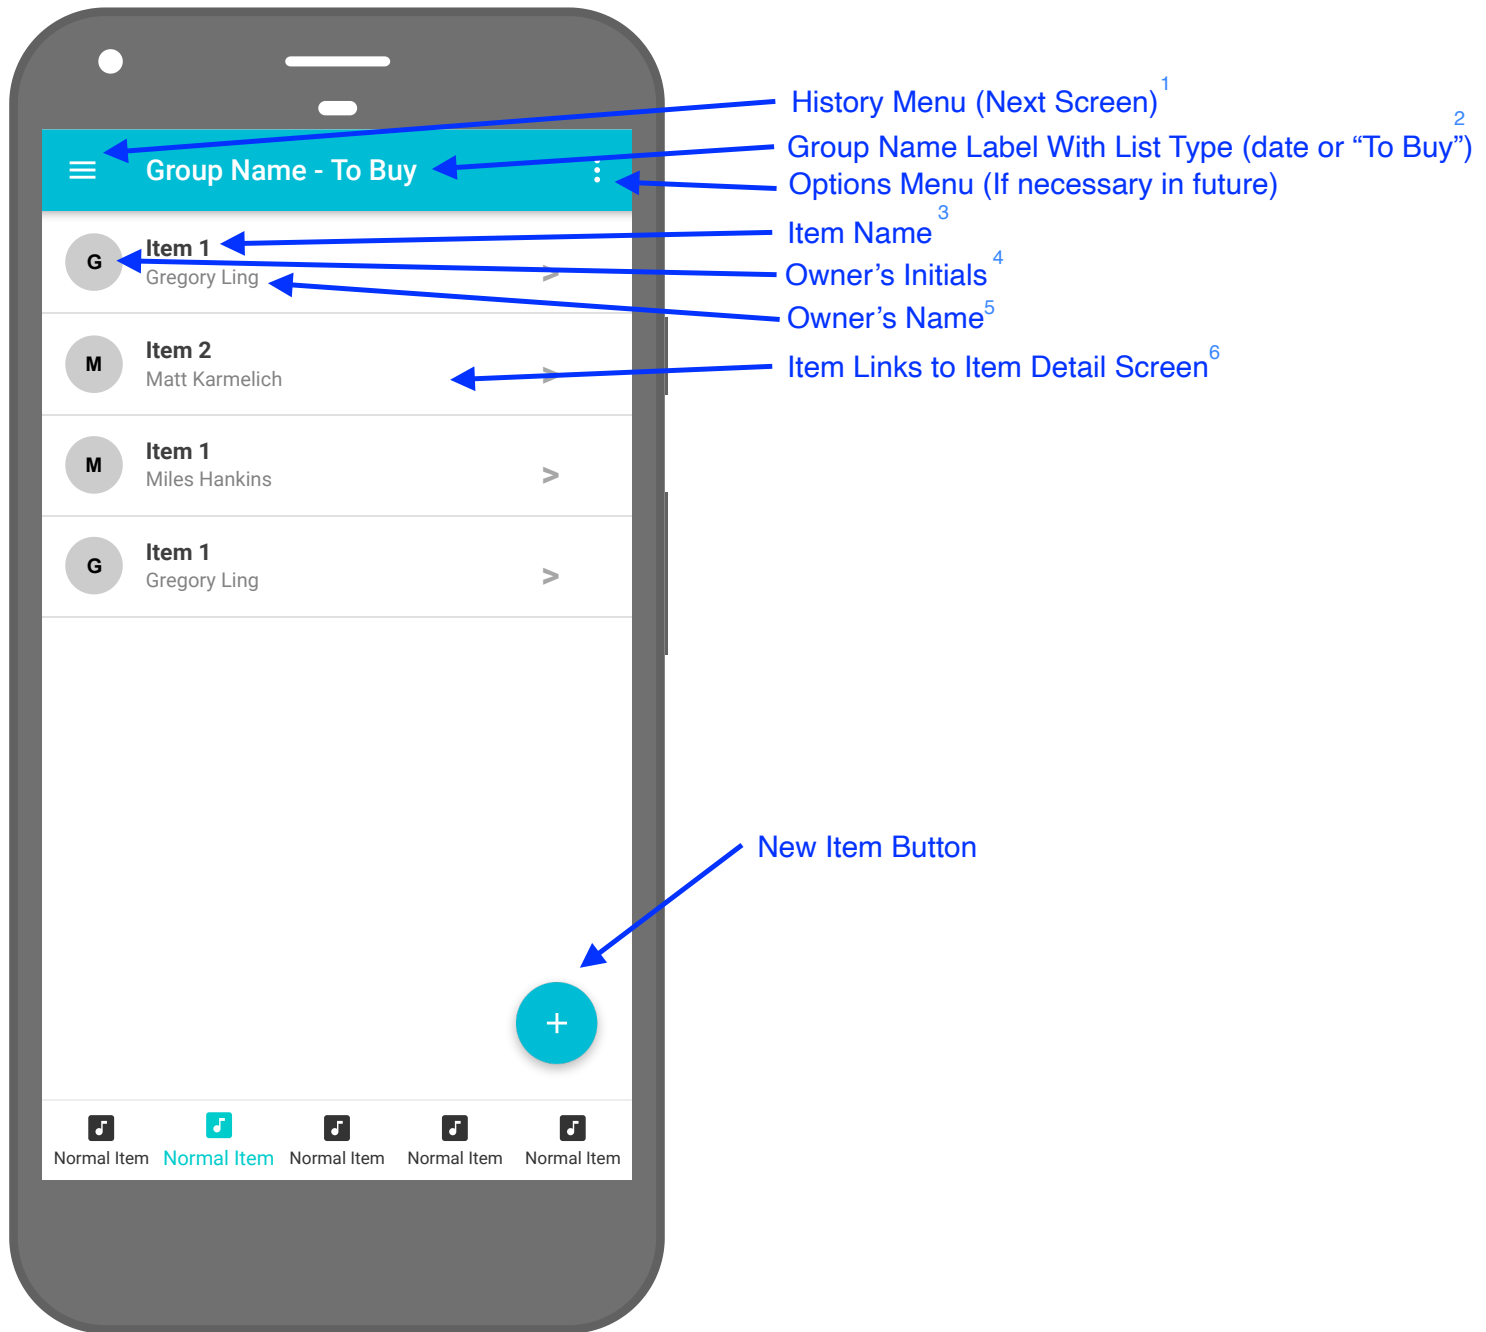 History Menu (Next Screen)1
Group Name - To Buy
Group Name Label With List Type (date or “To Buy”)2
Options Menu (If necessary in future)
G
Item 1
Gregory Ling
>
Item Name3
Owner’s Initials4
Owner’s Name5
M
Item 2
Matt Karmelich
>
Item Links to Item Detail Screen6
M
Item 1
Miles Hankins
>
G
Item 1
Gregory Ling
>
New Item Button
+
Normal Item Normal Item Normal Item Normal Item Normal Item